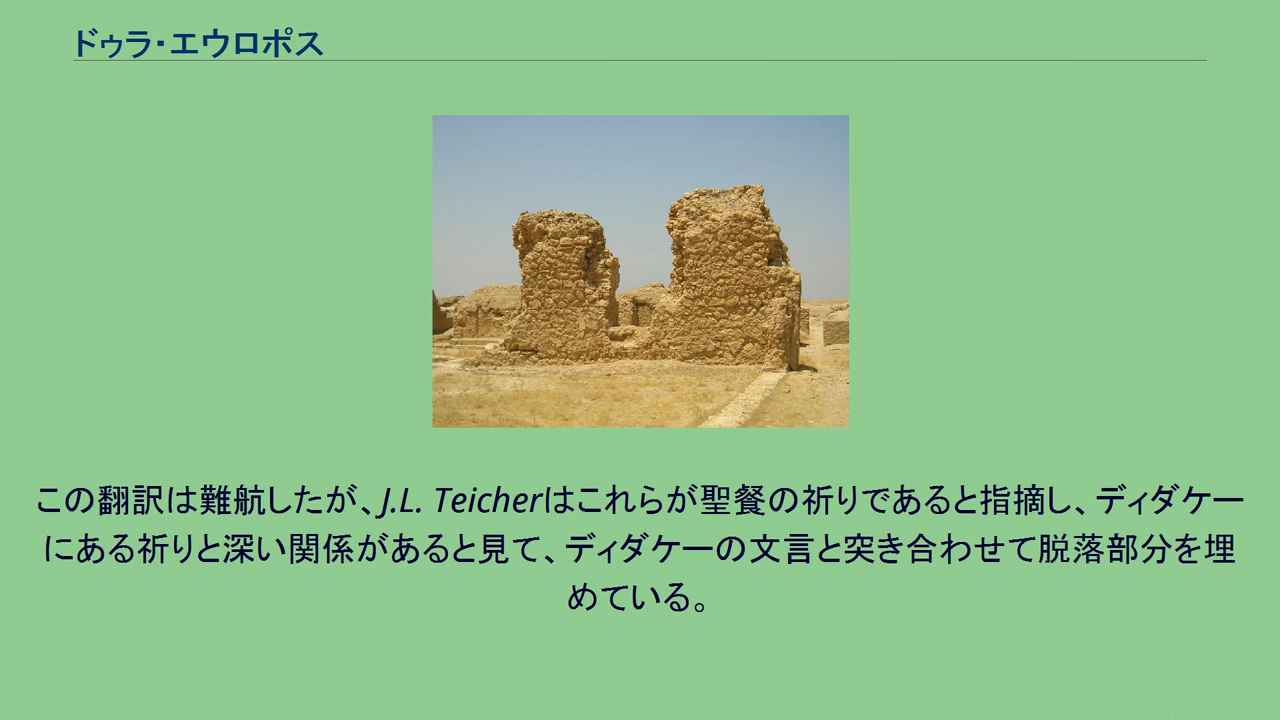 ドゥラ・エウロポス
この翻訳は難航したが、J.L. Teicherはこれらが聖餐の祈りであると指摘し、ディダケー
にある祈りと深い関係があると見て、ディダケーの文言と突き合わせて脱落部分を埋
めている。